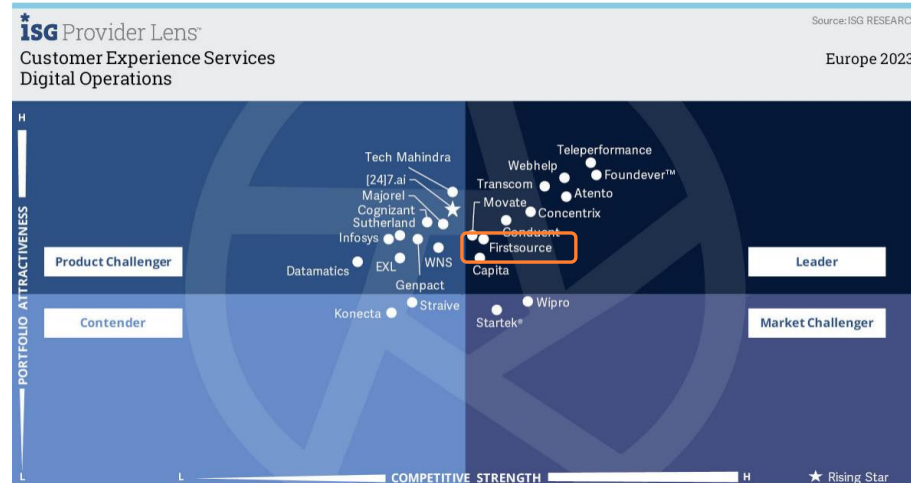 *ISG Provider Lens™
Source: ISG RESEARC
Customer Experience Services
Digital Operations
Europe 2023
H
PORTFOLIO ATTRACTIVENESS
L
Product Challenger
Leader
Contender
Market Challenger
Teleperformance
Tech Mahindra
Webhelp
Foundever™
[24]7.ai
Transcom
Majorel
Atento
Movate
Cognizant
Concentrix
Sutherland
Conduent
Infosys
Firstsource
WNS
EXL
Datamatics
Capita
Genpact
Straive
Wipro
Konecta
Startek®
L
COMPETITIVE STRENGTH
H
★ Rising Star